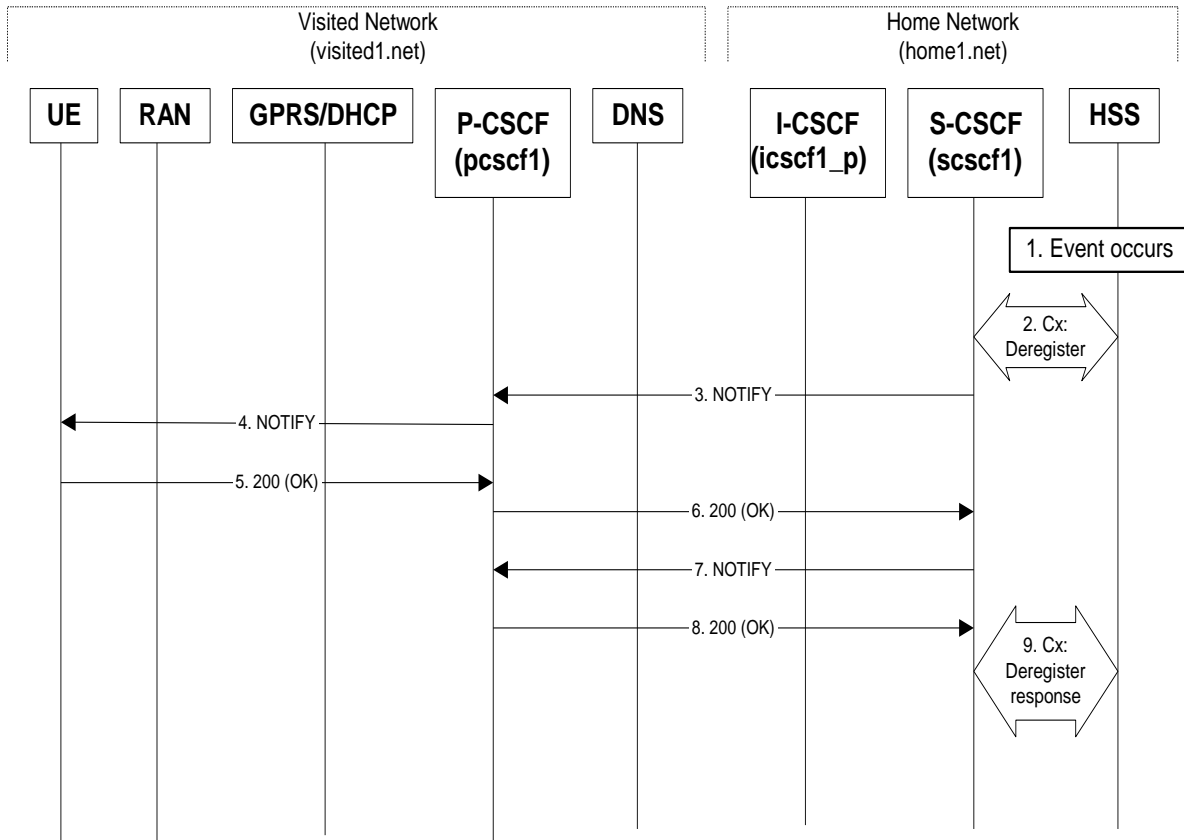 Visited Network
(visited1.net)
Home Network
(home1.net)
UE
RAN
GPRS/DHCP
P-CSCF
(pcscf1)
DNS
I-CSCF
(icscf1_p)
S-CSCF
(scscf1)
HSS
1. Event occurs
2. Cx:
Deregister
3. NOTIFY
4. NOTIFY
5. 200 (OK)
6. 200 (OK)
7. NOTIFY
8. 200 (OK)
9. Cx:
Deregister
response